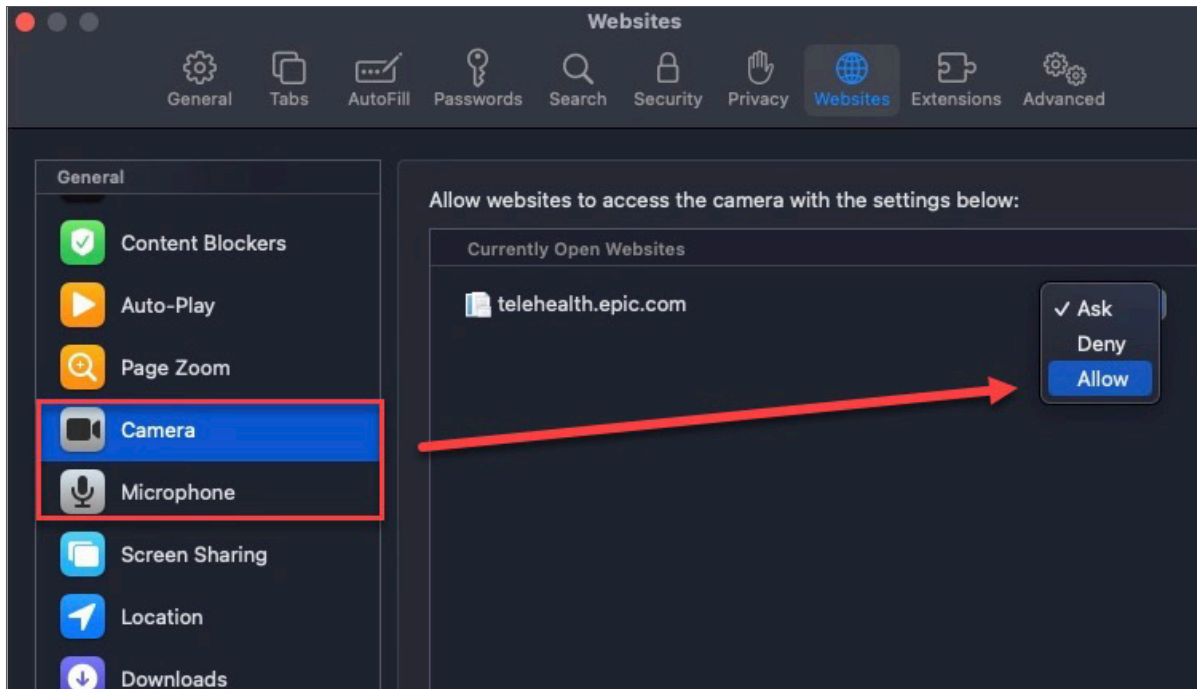 Websites
General
Tabs
AutoFill
Passwords
Search
Security
Privacy
Websites
Extensions
Advanced
General
Content Blockers
Auto-Play
Page Zoom
Camera
Microphone
Screen Sharing
Location
Downloads
Allow websites to access the camera with the settings below:
Currently Open Websites
telehealth.epic.com
✓ Ask
Deny
Allow